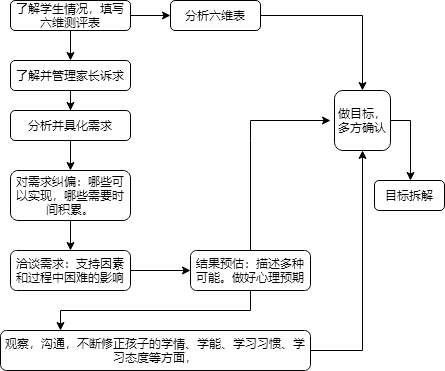 了解学生情况，填写
六维测评表
分析六维表
了解并管理家长诉求
做目标，
多方确认
分析并具化需求
对需求纠偏：哪些可
以实现，哪些需要时
间积累。
目标拆解
洽谈需求：支持因素
和过程中困难的影响
结果预估：描述多种
可能。做好心理预期
观察，沟通，不断修正孩子的学情、学能、学习习惯、学
习态度等方面，